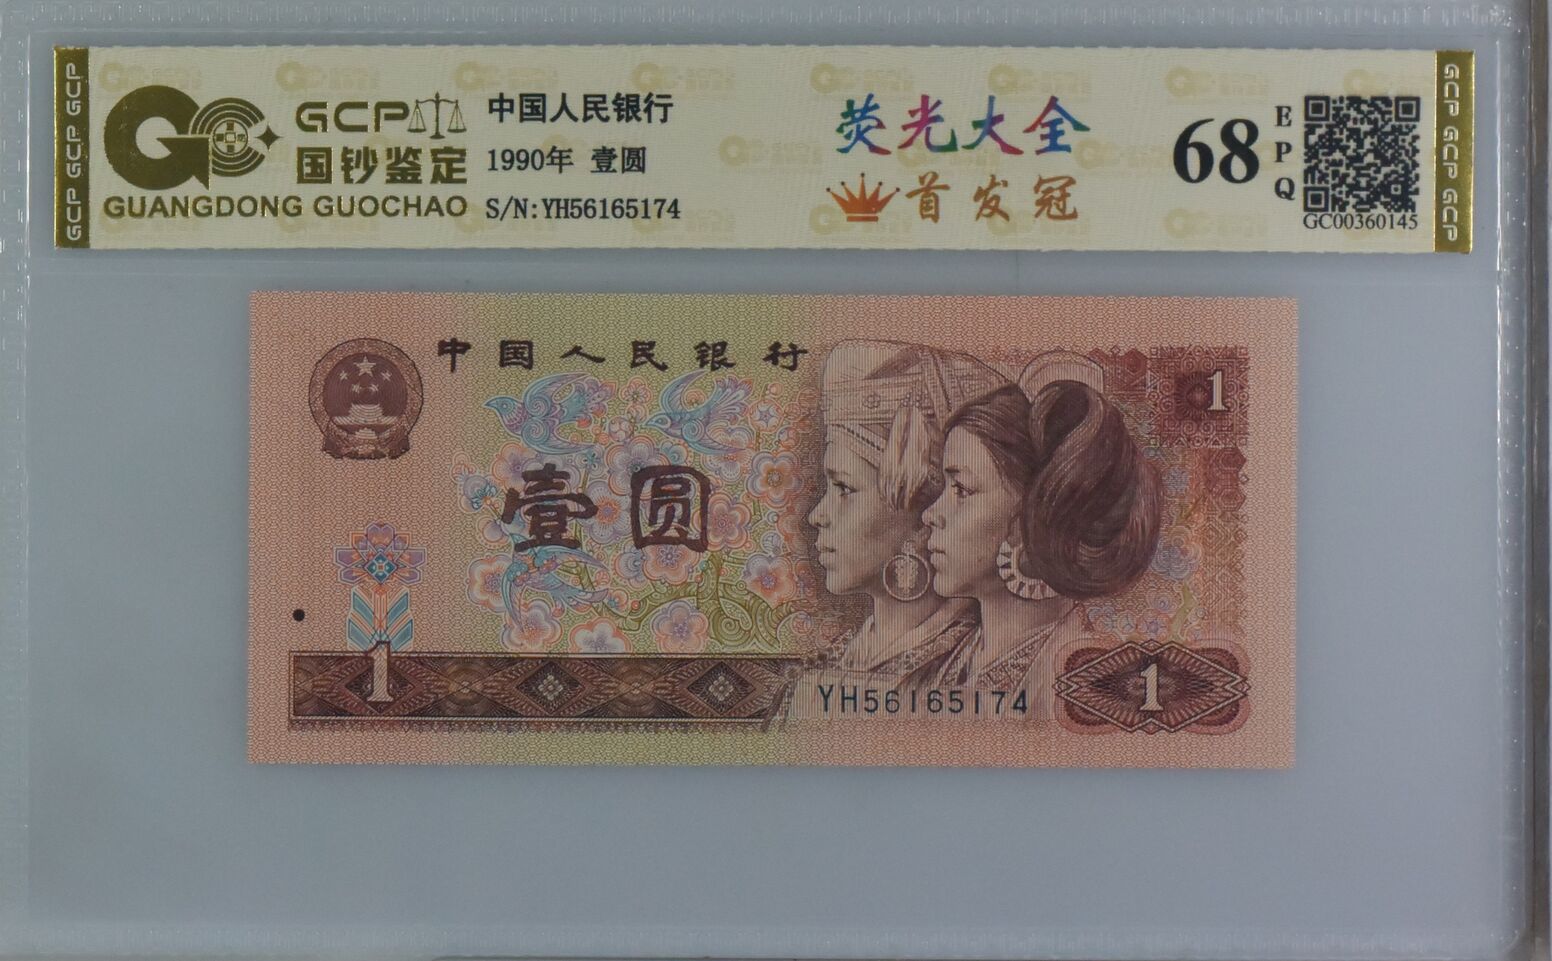 GCP GCP GCP
GCP
国钞鉴定
GUANGDONG GUOCHAO
中国人民银行
1990年 壹圆
S/N:YH56165174
荧光大全
首发冠
68
EPQ
GC00360145
GCP GCP GCP
中国人民银行
1
壹圆
1
YH56165174
1